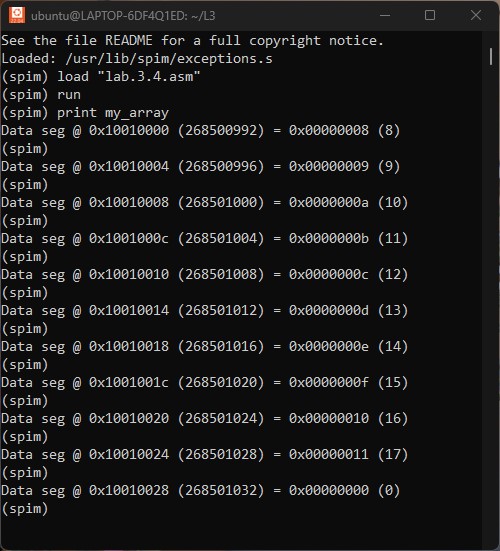 ubuntu@LAPTOP-6DF4Q1ED: ~/L3
See the file README for a full copyright notice.
Loaded: /usr/lib/spim/exceptions.s
(spim) load "lab.3.4.asm"
(spim) run
(spim) print my_array
Data seg @ 0x10010000 (268500992) = 0x00000008 (8)
(spim)
Data seg @ 0x10010004 (268500996) = 0x00000009 (9)
(spim)
Data seg @ 0x10010008 (268501000) = 0x0000000a (10)
(spim)
Data seg @ 0x1001000c (268501004) = 0x0000000b (11)
(spim)
Data seg @ 0x10010010 (268501008) = 0x0000000c (12)
(spim)
Data seg @ 0x10010014 (268501012) = 0x0000000d (13)
(spim)
Data seg @ 0x10010018 (268501016) = 0x0000000e (14)
(spim)
Data seg @ 0x1001001c (268501020) = 0x0000000f (15)
(spim)
Data seg @ 0x10010020 (268501024) = 0x00000010 (16)
(spim)
Data seg @ 0x10010024 (268501028) = 0x00000011 (17)
(spim)
Data seg @ 0x10010028 (268501032) = 0x00000000 (0)
(spim)